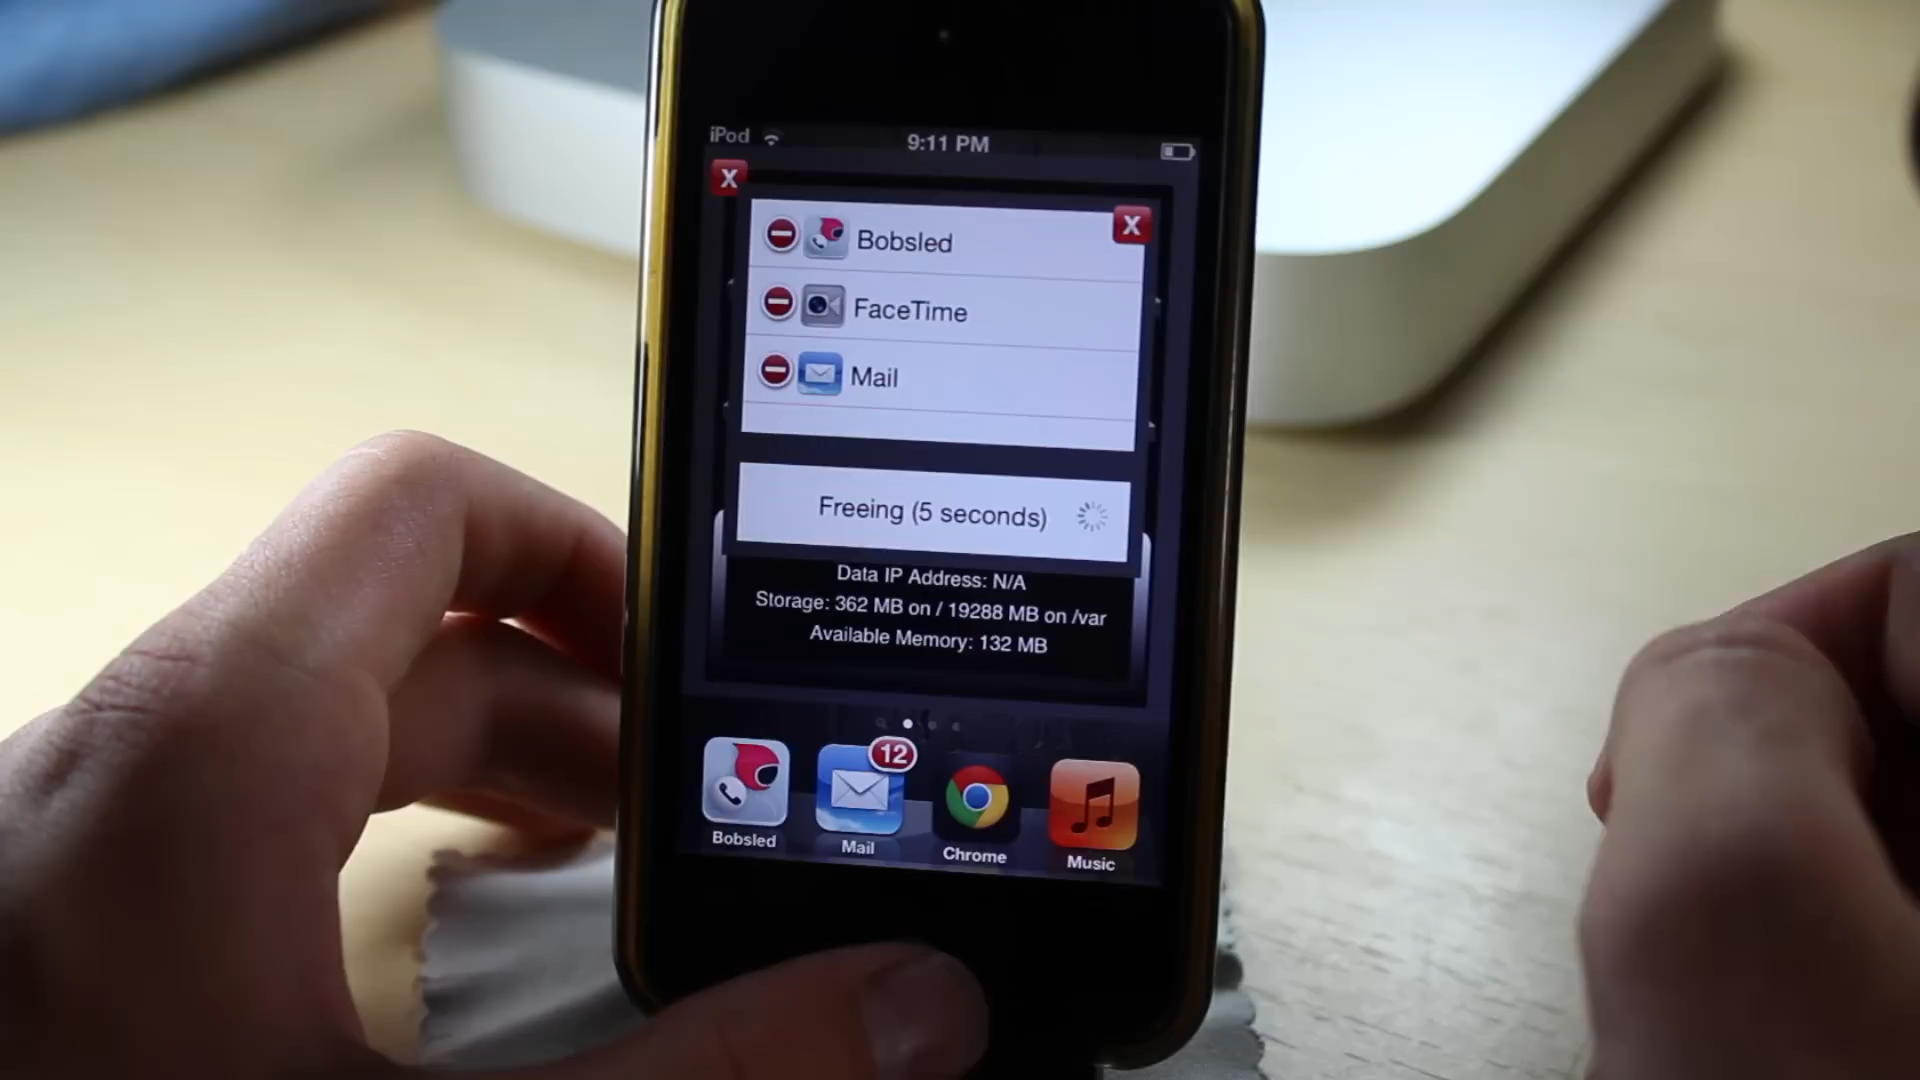 iPod
9:11 PM
X
X
Bobsled
FaceTime
Mail
Freeing (5 seconds)
Data IP Address: N/A
Storage: 362 MB on / 19288 MB on /var
Available Memory: 132 MB
12
Bobsled
Mail
Chrome
Music